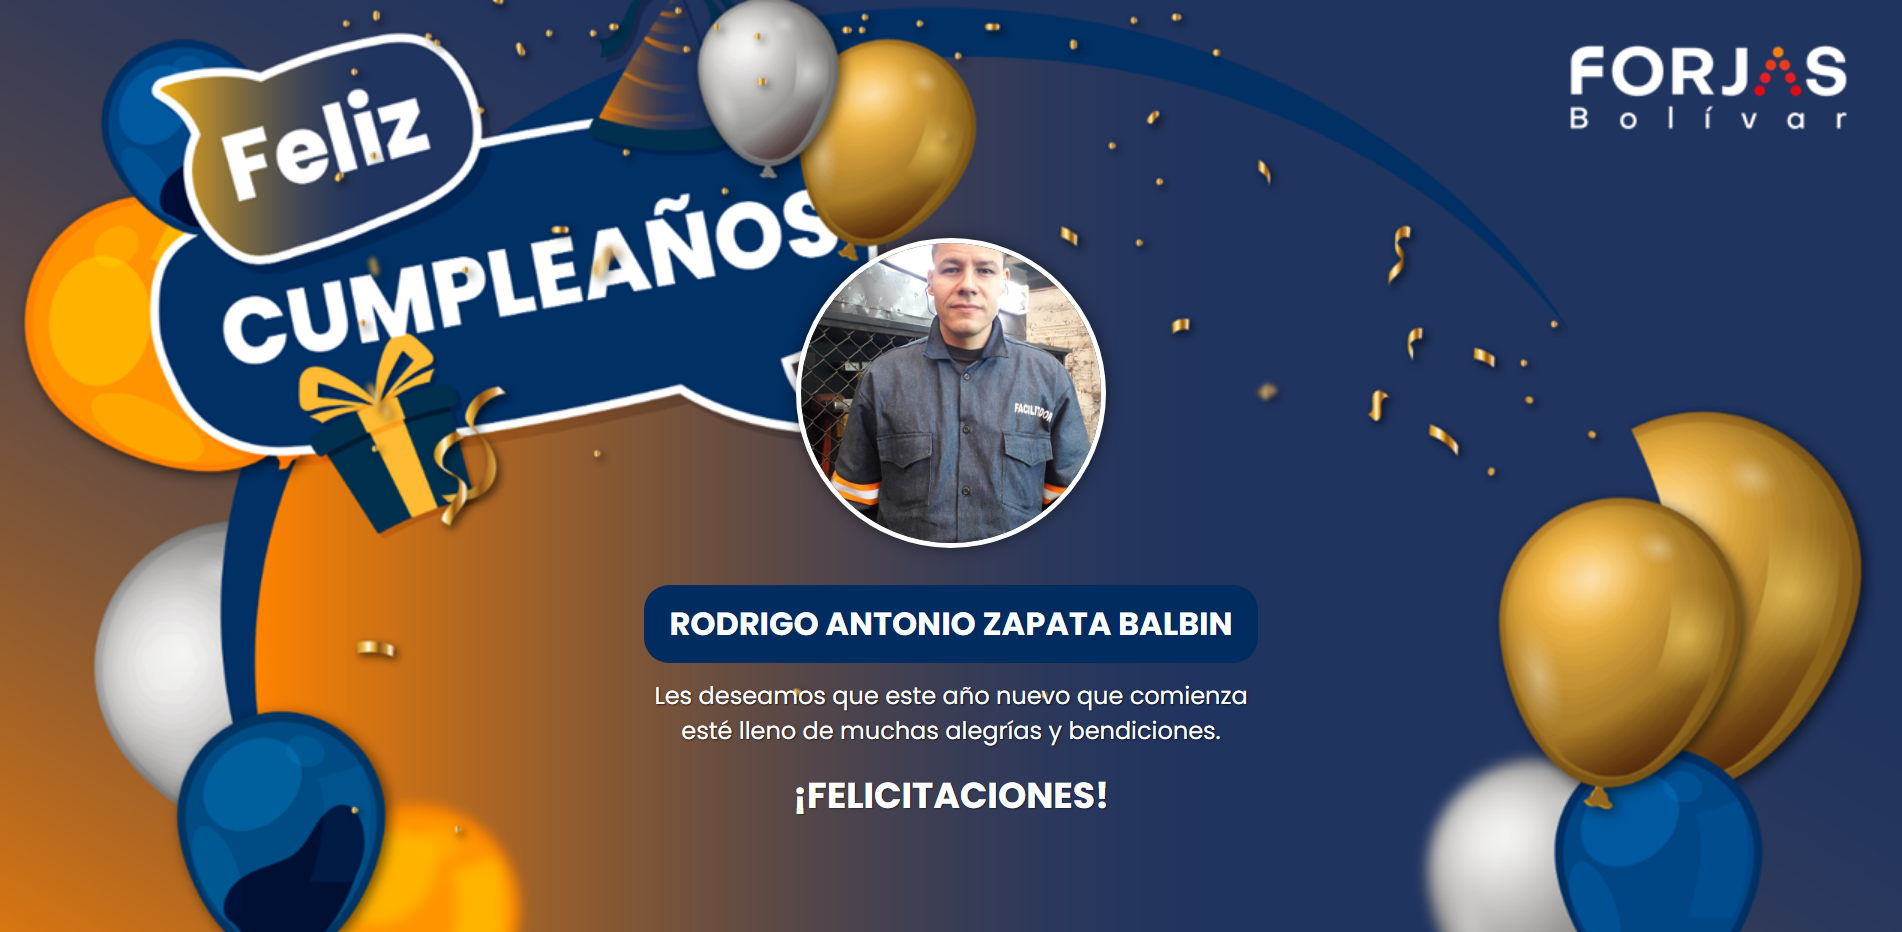 Feliz
CUMPLEAÑOS
FORJAS
Bolívar
FACILITADOR
RODRIGO ANTONIO ZAPATA BALBIN
Les deseamos que este año nuevo que comienza
esté lleno de muchas alegrías y bendiciones.
¡FELICITACIONES!